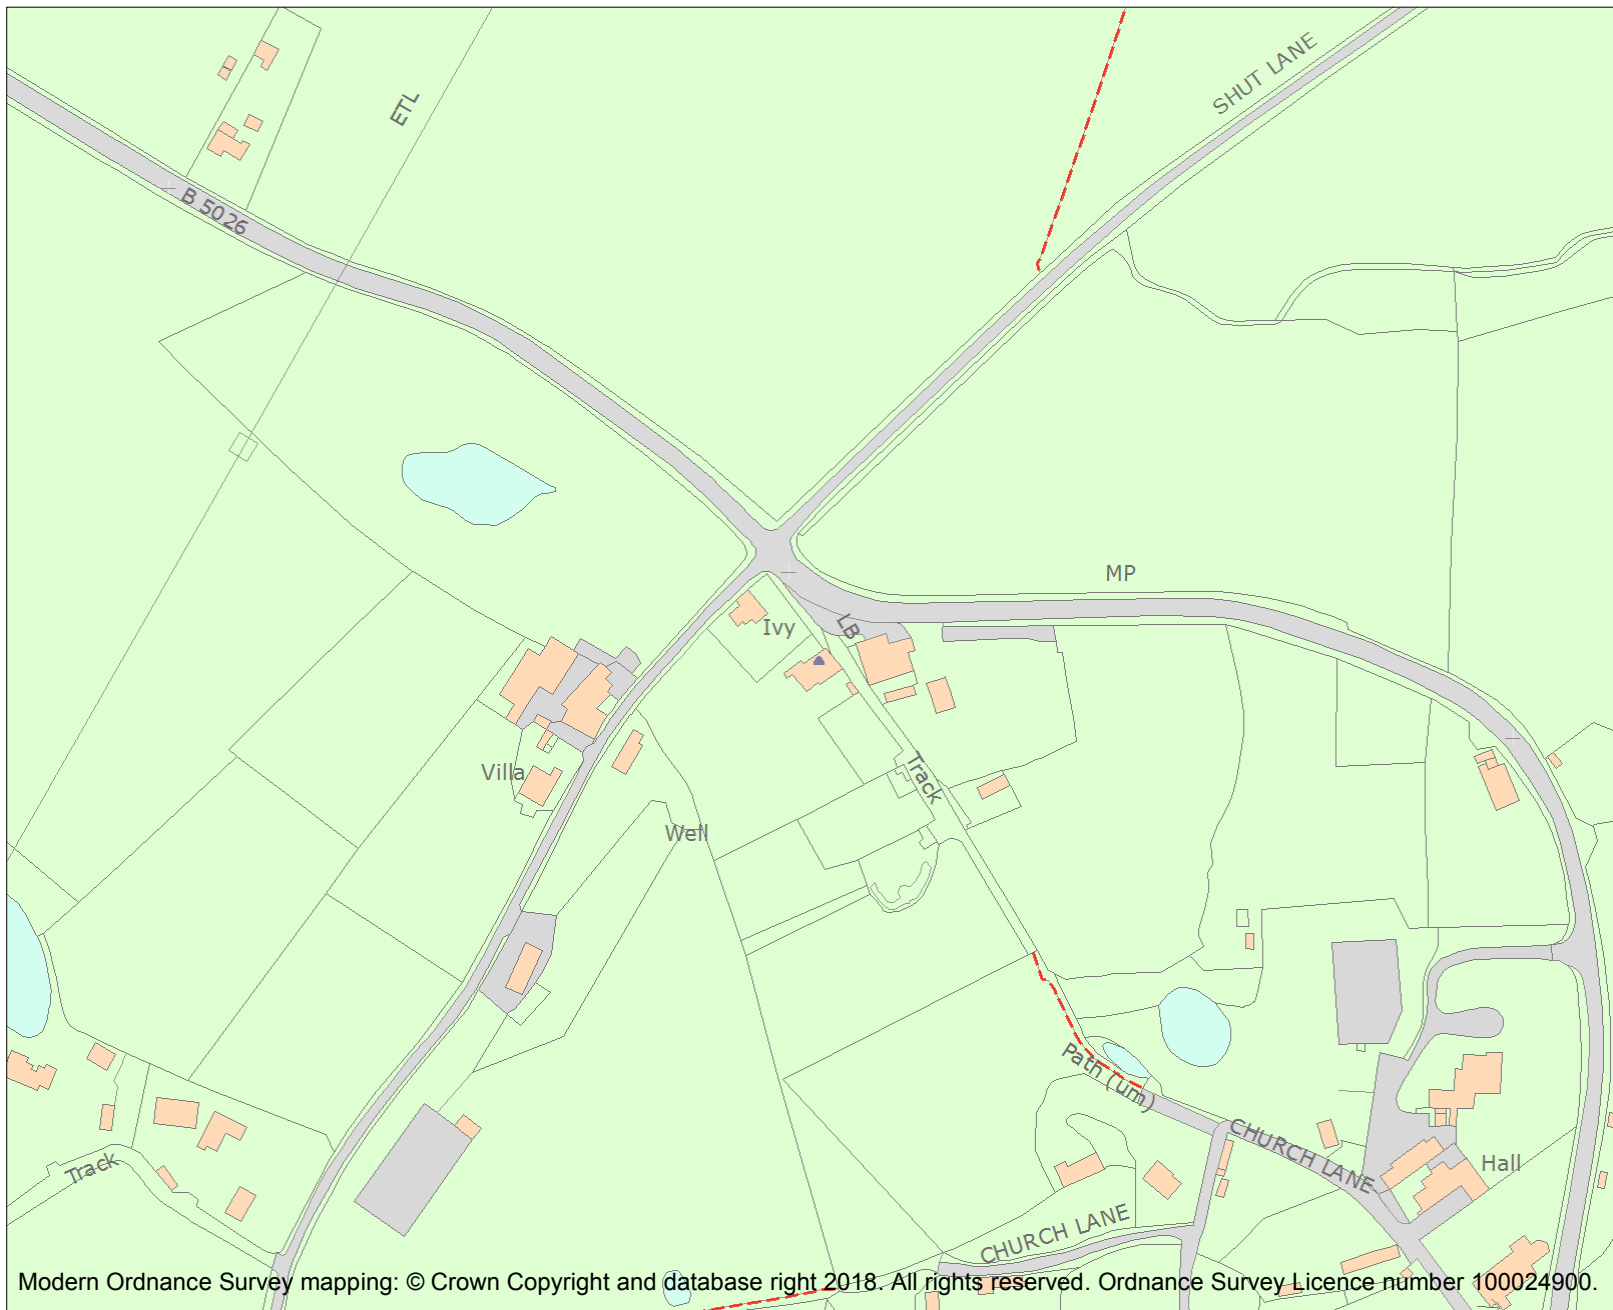 SHUT LANE
ETL
B 5026
MP
LB
Ivy
Villa
Track
Well
Path (um)
CHURCH LANE
Hall
Track
CHURCH LANE
Modern Ordnance Survey mapping: © Crown Copyright and database right 2018. All rights reserved. Ordnance Survey Licence number 100024900.